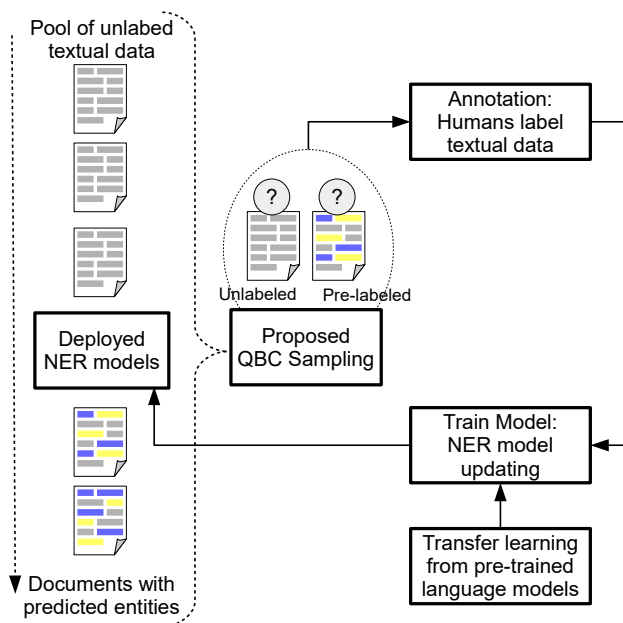 Pool of unlabed
textual data
Deployed
NER models
Documents with
predicted entities
?
?
Unlabeled
Pre-labeled
Proposed
QBC Sampling
Annotation:
Humans label
textual data
Train Model:
NER model
updating
Transfer learning
from pre-trained
language models